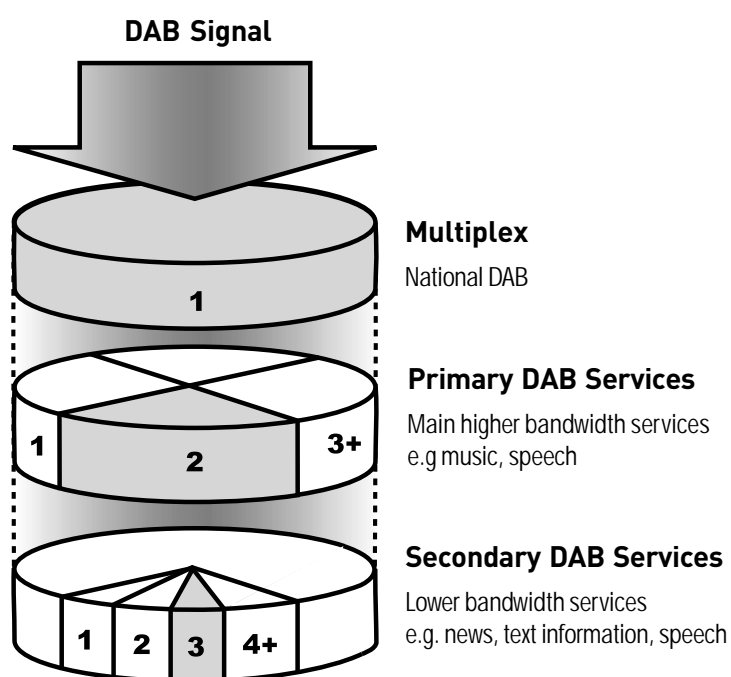 DAB Signal
Multiplex
National DAB
1
Primary DAB Services
Main higher bandwidth services
e.g music, speech
1
2
3+
Secondary DAB Services
Lower bandwidth services
e.g. news, text information, speech
1
2
3
4+